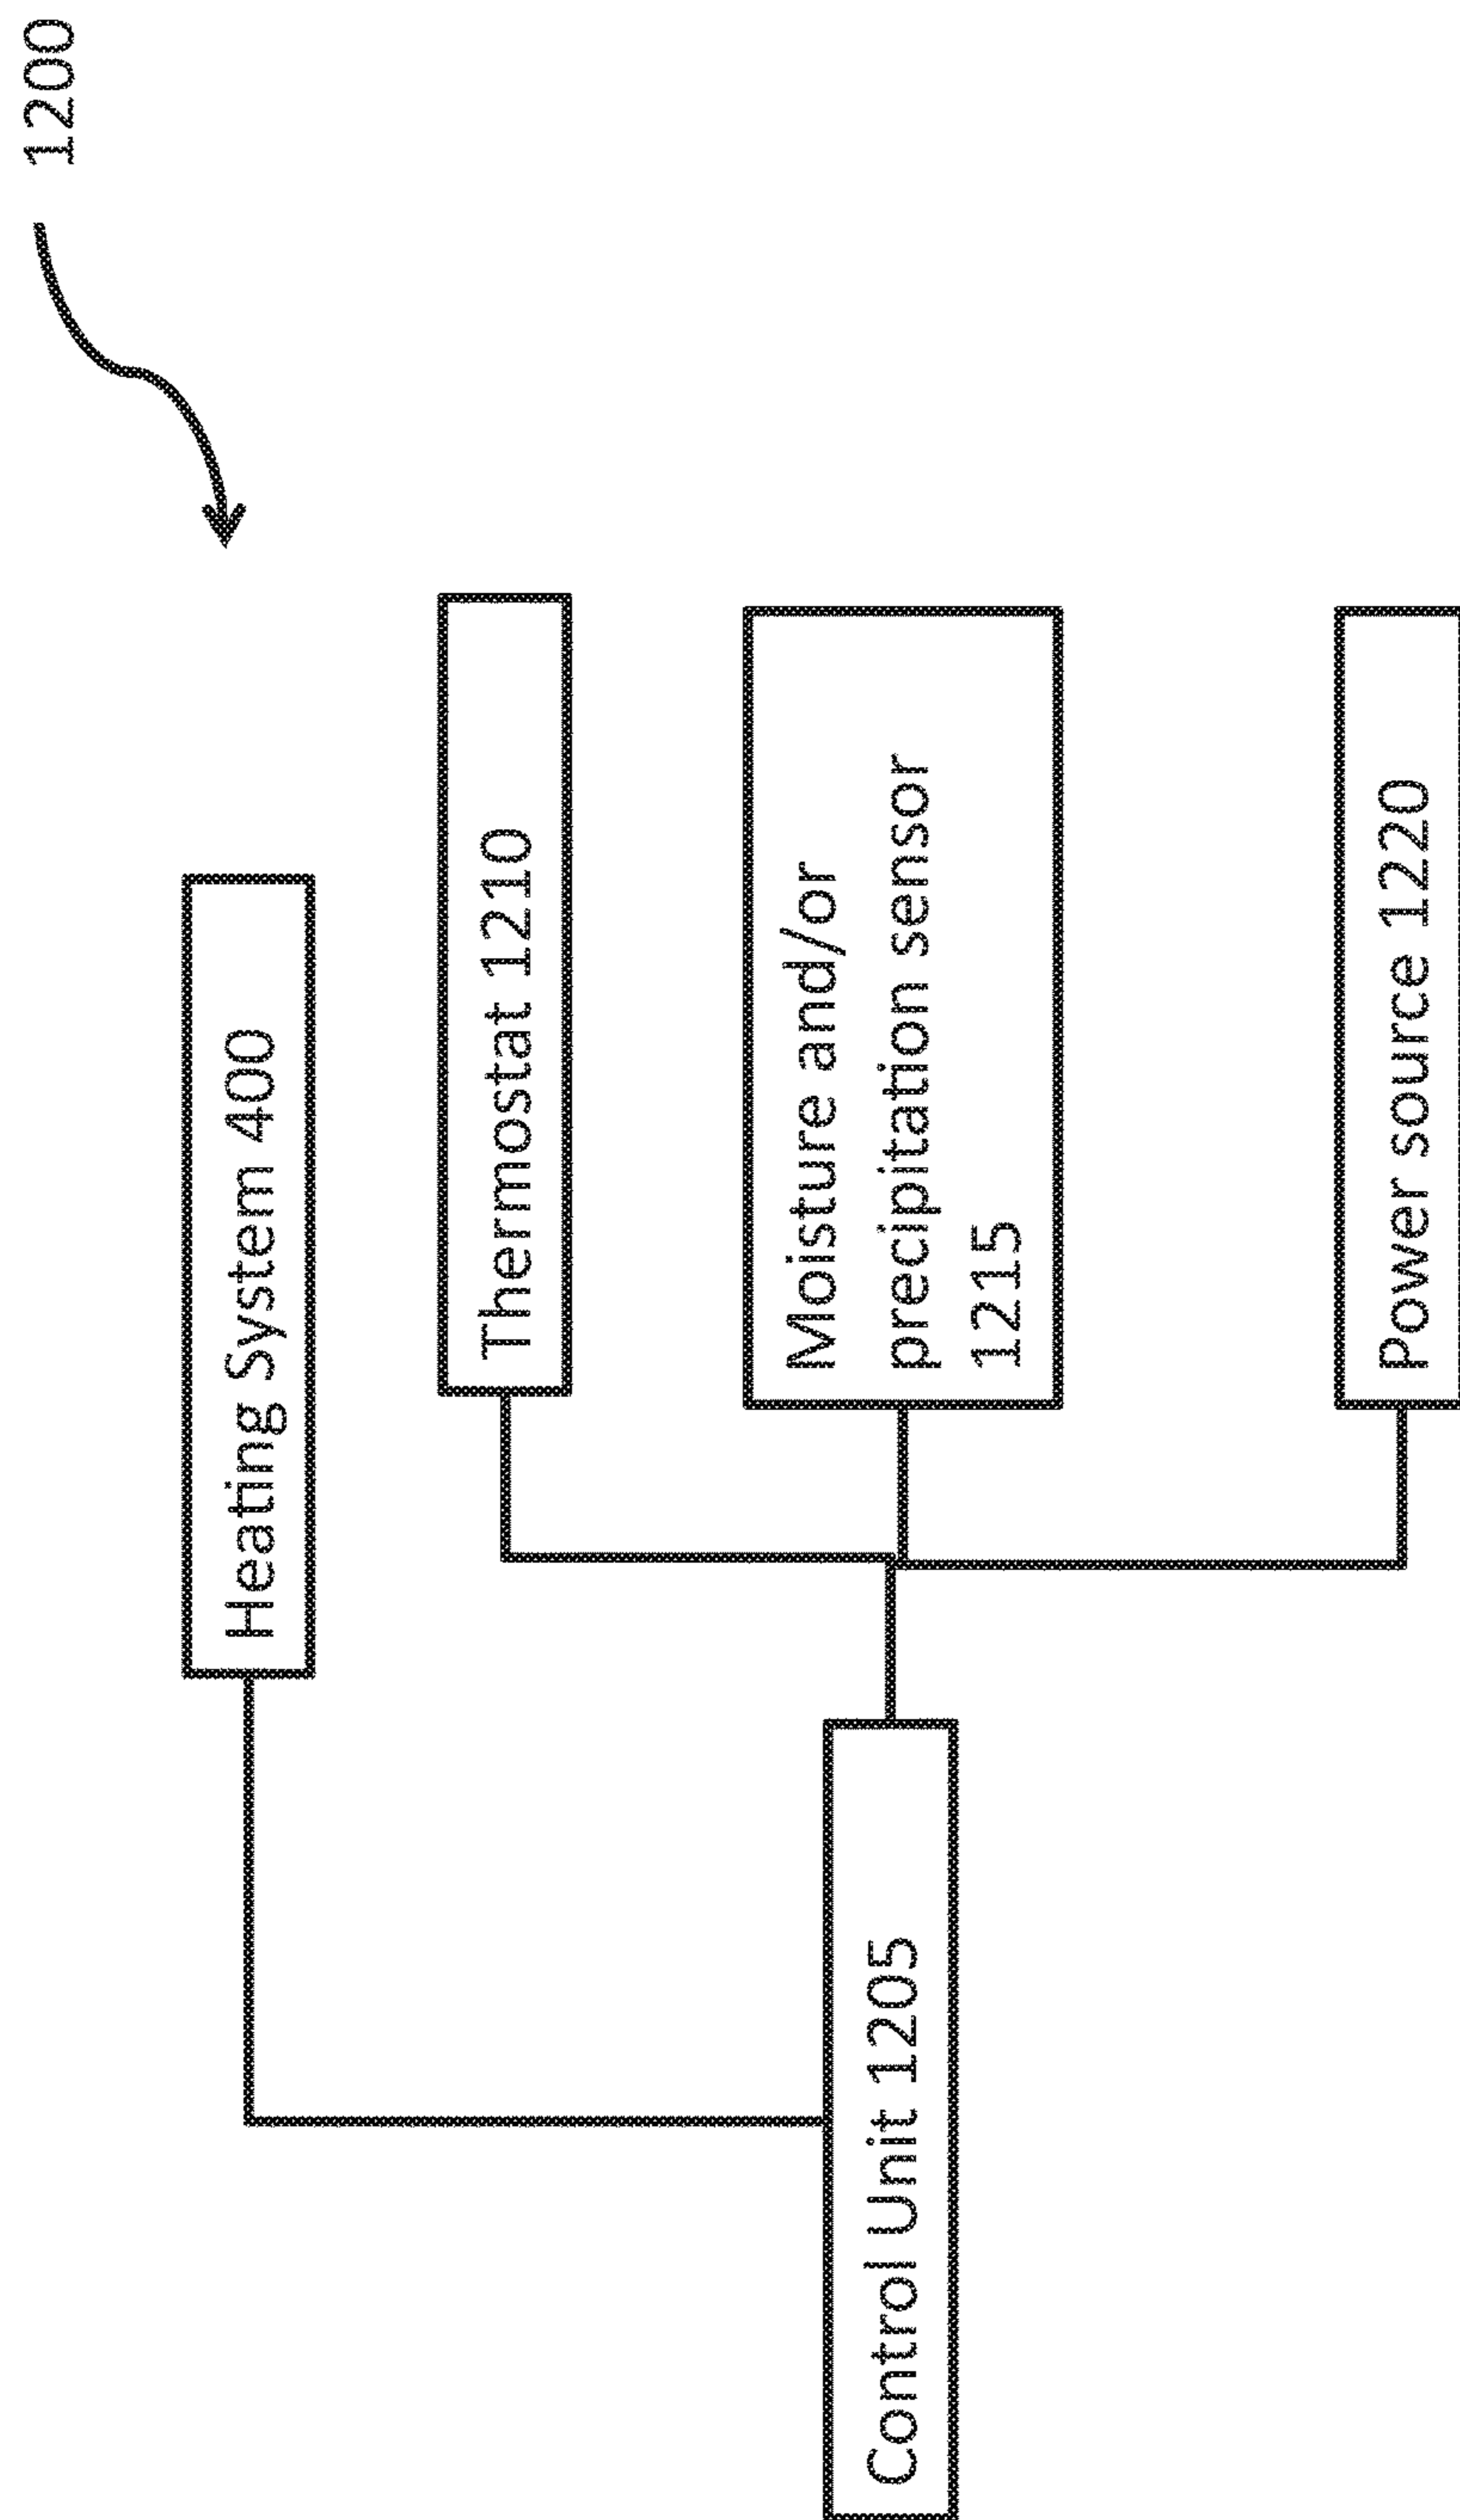 1200
Heating System 400
Thermostat 1210
Moisture and/or
precipitation sensor
1215
Power source 1220
Control Unit 1205